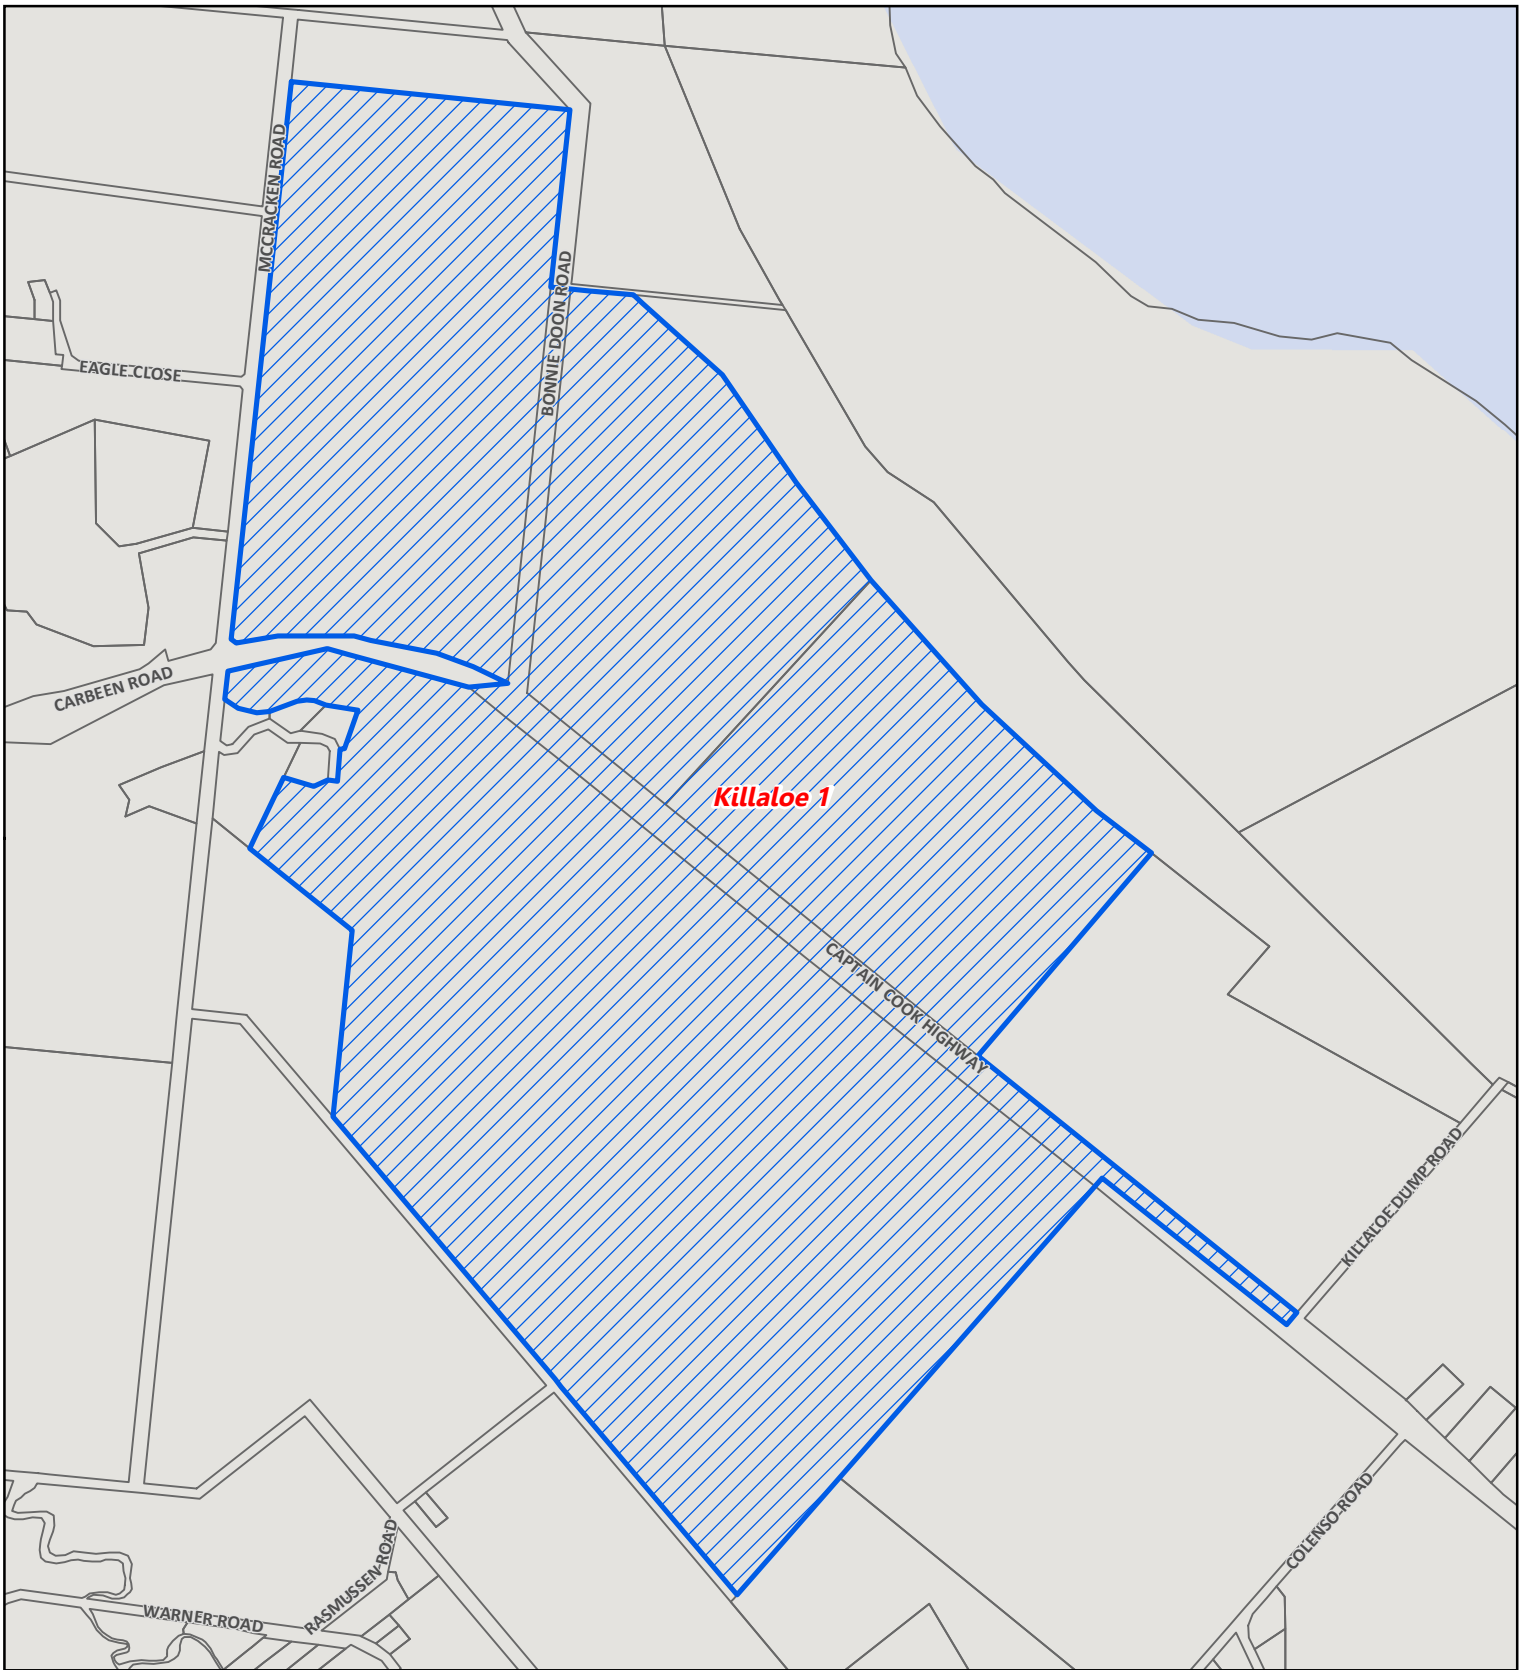 MCCRACKEN ROAD
BONNIE DOON ROAD
EAGLE CLOSE
CARBEEN ROAD
Killaloe 1
CAPTAIN COOK HIGHWAY
KILLALOE DUMP ROAD
COLENSO ROAD
RASMUSSEN ROAD
WARNER ROAD